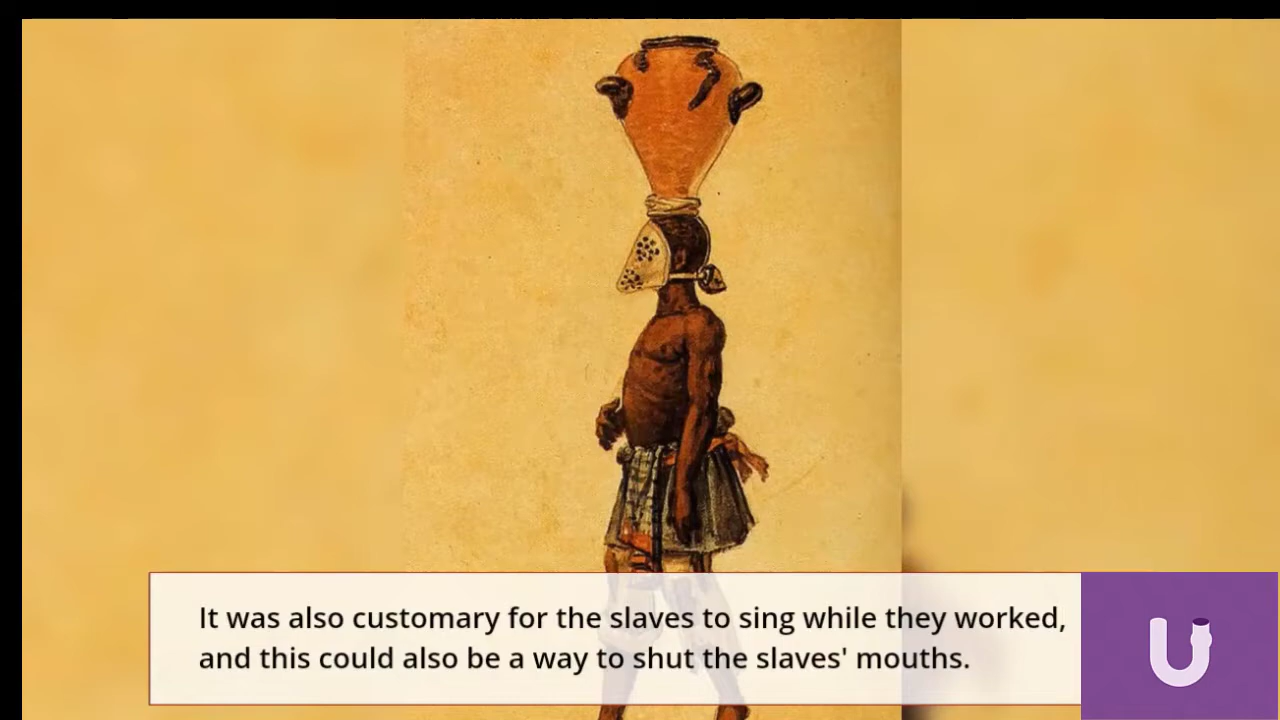 It was also customary for the slaves to sing while they worked,
and this could also be a way to shut the slaves' mouths.
U